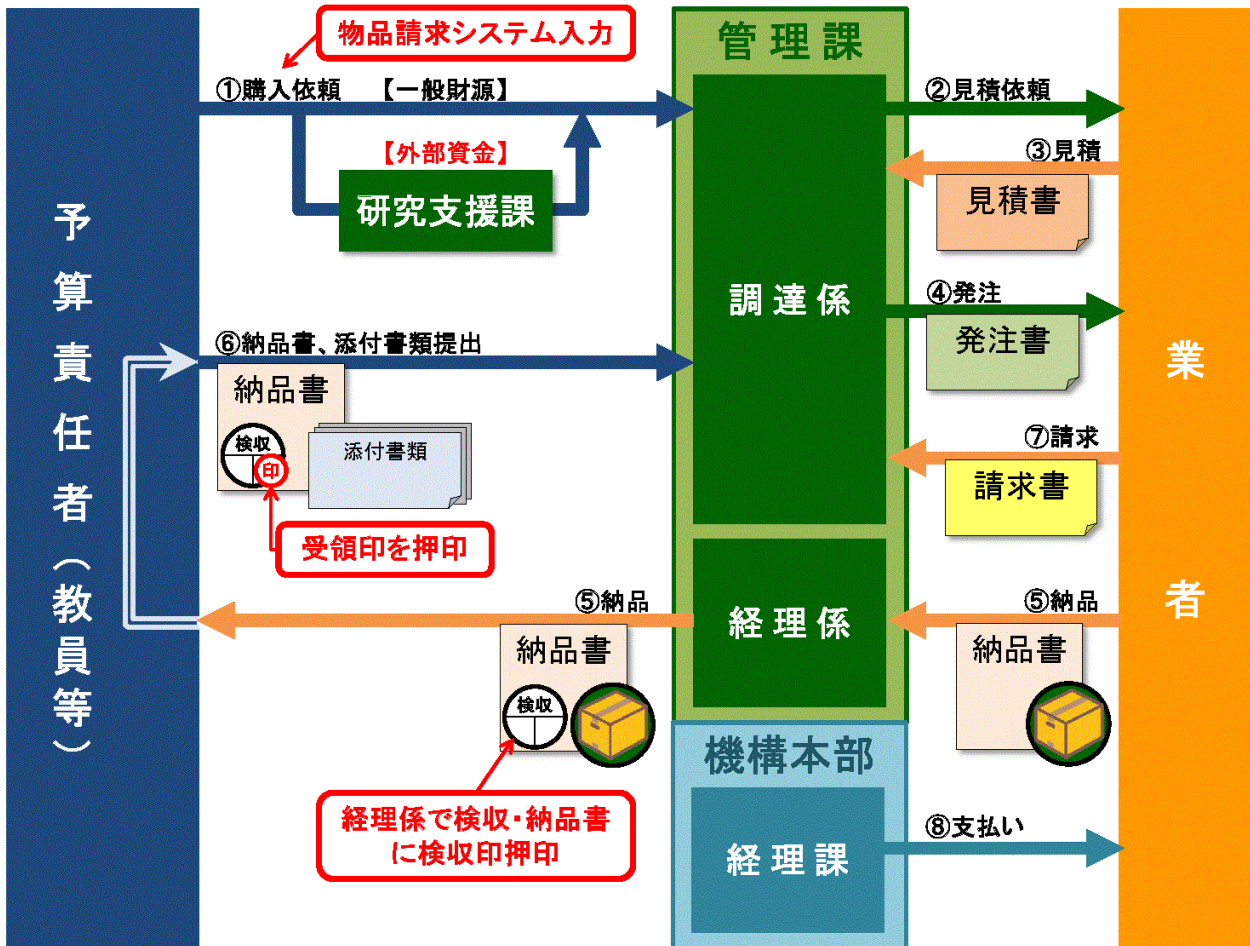 物品請求システム入力
管理課
①購入依頼 【一般財源】
②見積依頼
【外部資金】
研究支援課
③見積
見積書
予算責任者（教員等）
調達係
④発注
発注書
業者
⑥納品書、添付書類提出
納品書
検収
印
添付書類
受領印を押印
⑦請求
請求書
⑤納品
経理係
⑤納品
納品書
検収
納品書
機構本部
経理係で検収・納品書
に検収印押印
経理課
⑧支払い